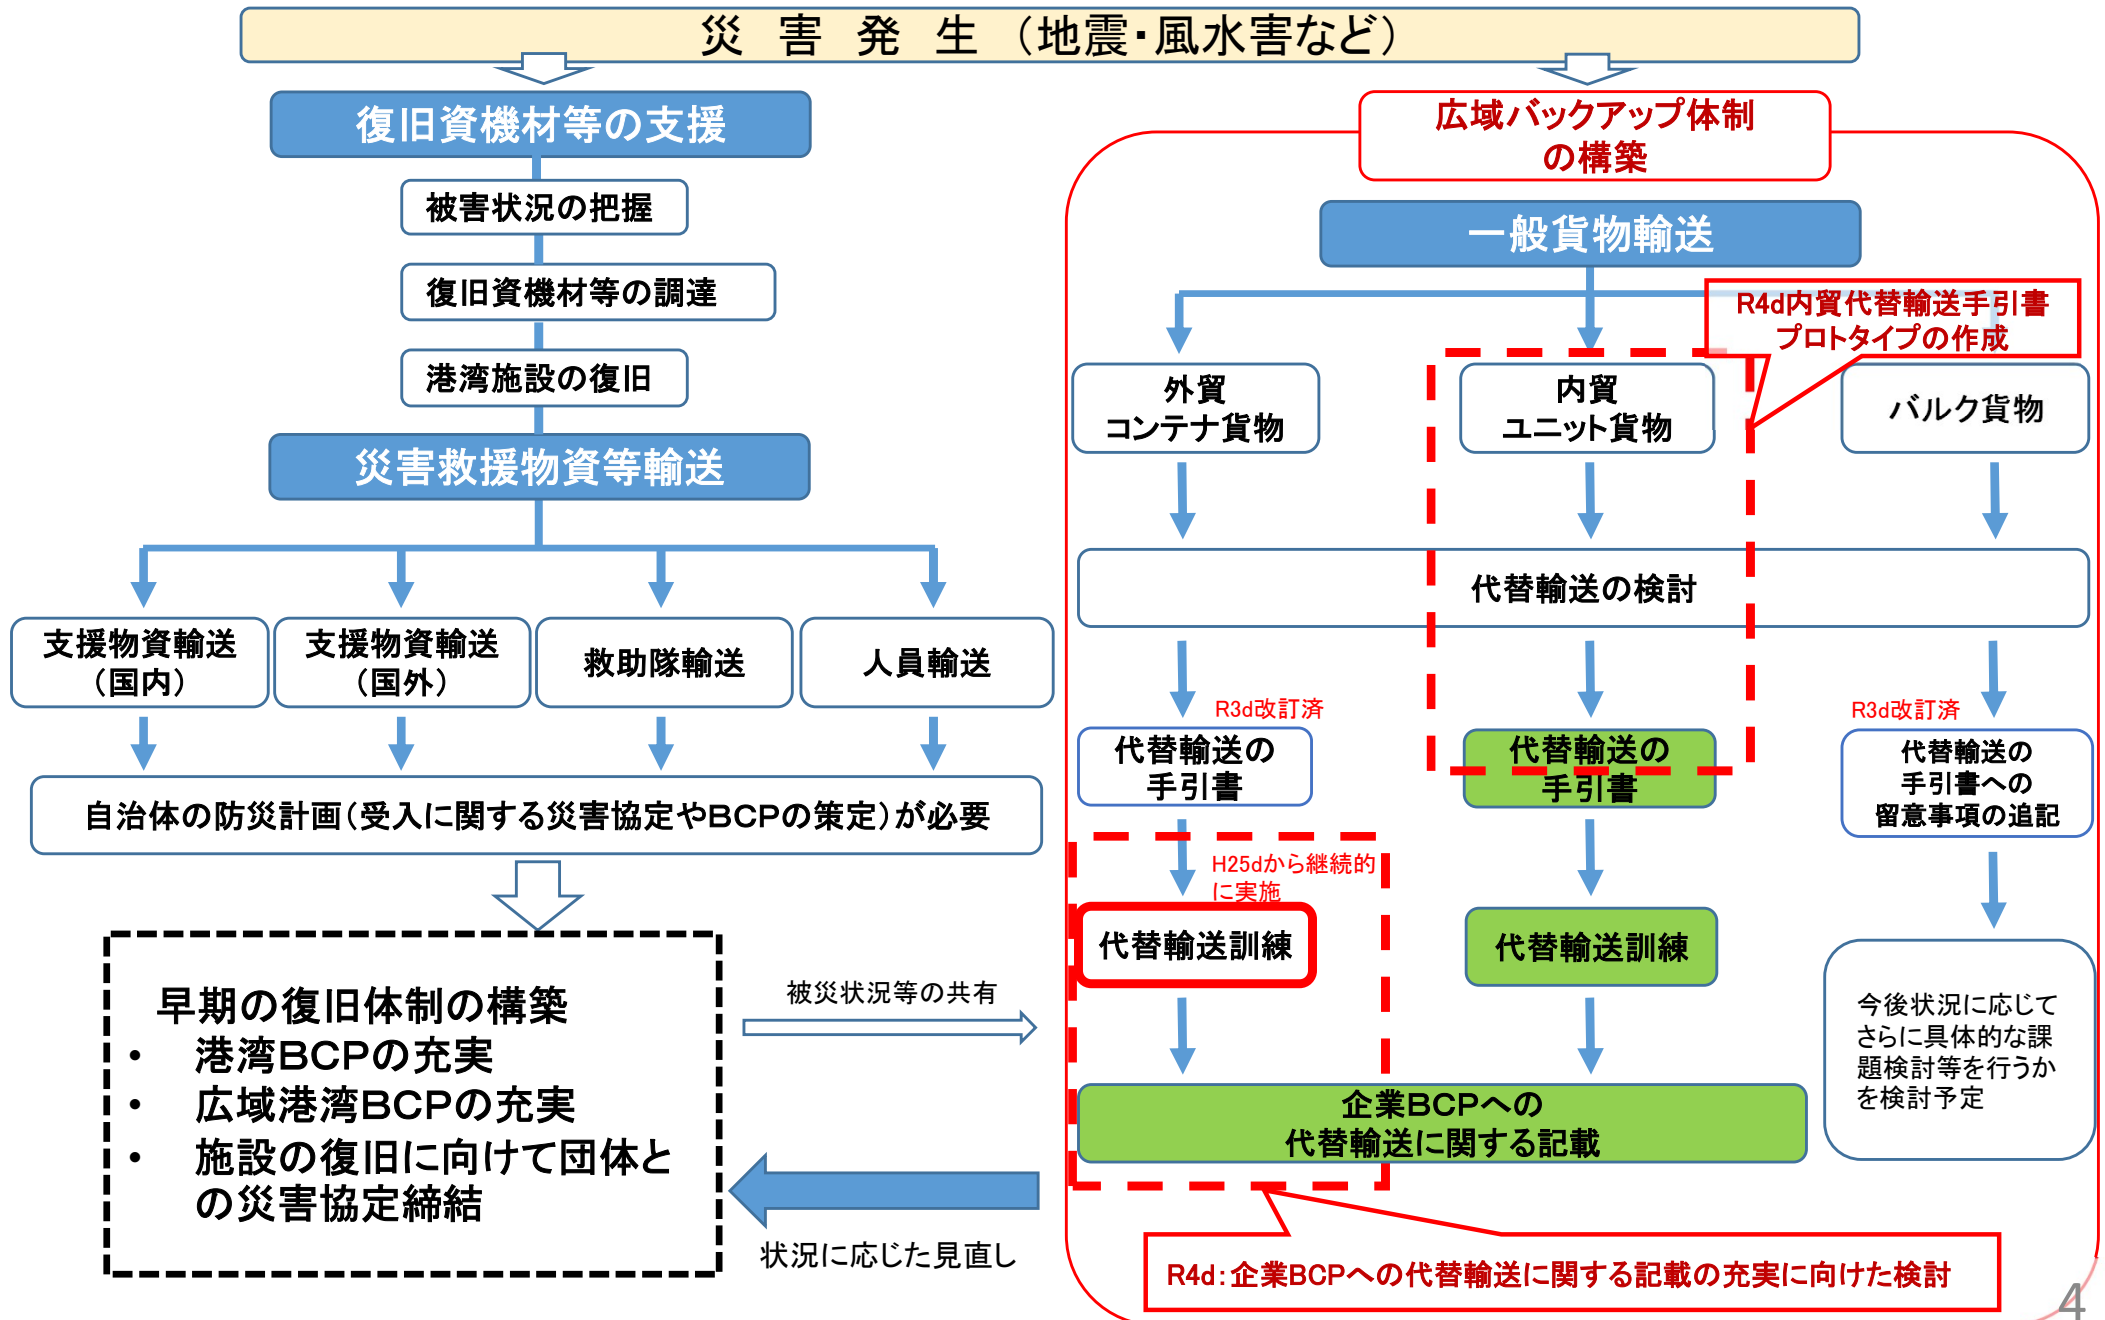 災　害　発　生　（地震・風水害など）
復旧資機材等の支援
被害状況の把握
復旧資機材等の調達
港湾施設の復旧
災害救援物資等輸送
支援物資輸送
（国内）
支援物資輸送
（国外）
救助隊輸送
人員輸送
自治体の防災計画（受入に関する災害協定やBCPの策定）が必要
早期の復旧体制の構築
・　港湾BCPの充実
・　広域港湾BCPの充実
・　施設の復旧に向けて団体と
の災害協定締結
被災状況等の共有
状況に応じた見直し
広域バックアップ体制
の構築
一般貨物輸送
R4d内貿代替輸送手引書
プロトタイプの作成
外貿
コンテナ貨物
内貿
ユニット貨物
バルク貨物
代替輸送の検討
R3d改訂済
代替輸送の
手引書
代替輸送の
手引書
R3d改訂済
代替輸送の
手引書への
留意事項の追記
H25dから継続的
に実施
代替輸送訓練
代替輸送訓練
今後状況に応じて
さらに具体的な課
題検討等を行うか
を検討予定
企業BCPへの
代替輸送に関する記載
R4d：企業BCPへの代替輸送に関する記載の充実に向けた検討
4